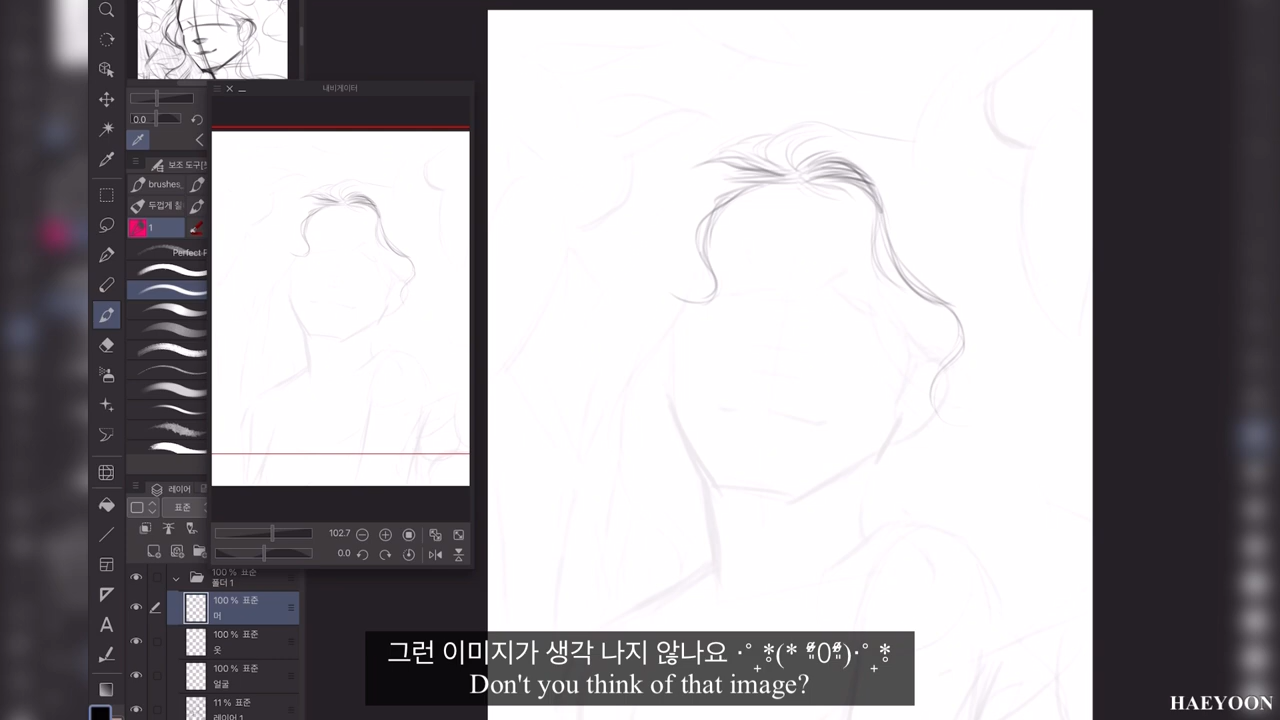 내비게이터
0.0
보조 도구[
brushes_
두껍게 칠
1
Perfect
레이어
표준
102.7
0.0
100 % 표준
폴더 1
100 % 표준
머
100 % 표준
옷
100 % 표준
얼굴
11 % 표준
레이어 1
그런 이미지가 생각 나지 않나요
Don't you think of that image?
HAEYOON